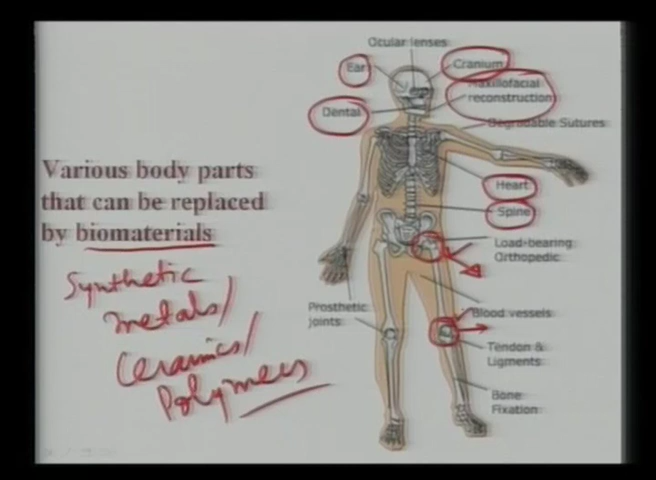 Ocular lenses
Ear
Cranium
Maxillofacial
reconstruction
Dental
Degradable Sutures
Various body parts
that can be replaced
by biomaterials
Heart
Spine
Load-bearing
Orthopedic
Synthetic
metals/
Ceramics/
Polymers
Prosthetic
joints
Blood vessels
Tendon &
Ligments
Bone
Fixation